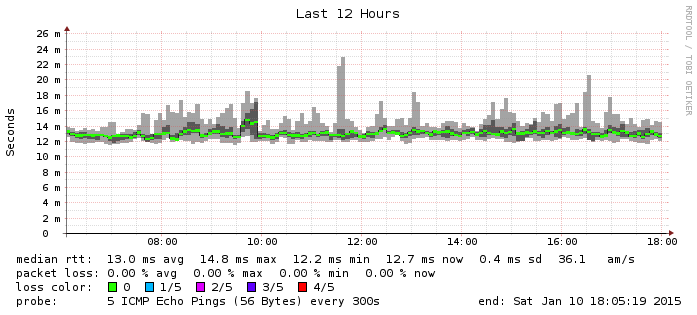 Last 12 Hours
RRDTOOL / TOBI OETIKER
Seconds
26 m
24 m
22 m
20 m
18 m
16 m
14 m
12 m
10 m
8 m
6 m
4 m
2 m
0
08:00 10:00 12:00 14:00 16:00 18:00
median rtt: 13.0 ms avg 14.8 ms max 12.2 ms min 12.7 ms now 0.4 ms sd 36.1 am/s
packet loss: 0.00 % avg 0.00 % max 0.00 % min 0.00 % now
loss color: 0 1/5 2/5 3/5 4/5
probe: 5 ICMP Echo Pings (56 Bytes) every 300s end: Sat Jan 10 18:05:19 2015